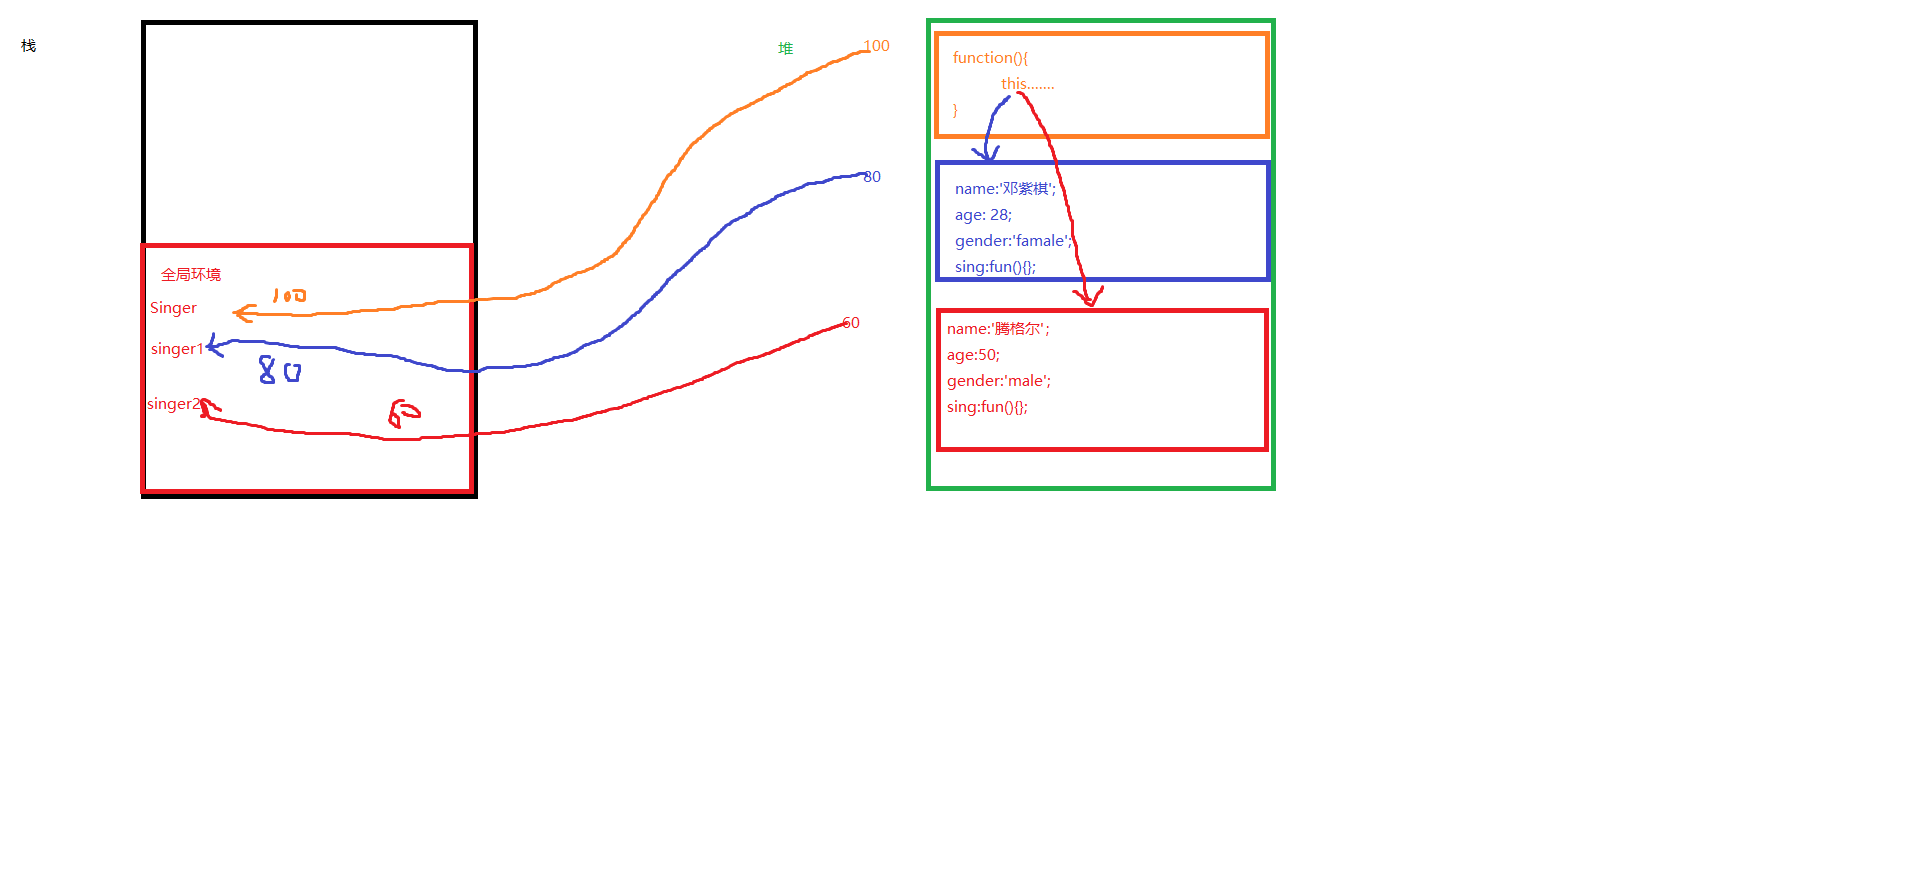 栈
全局环境
Singer
100
singer1
80
singer2
60
堆
100
80
60
function(){
this.......
}
name:'邓紫棋';
age: 28;
gender:'famale';
sing:fun(){};
name:'腾格尔';
age:50;
gender:'male';
sing:fun(){};